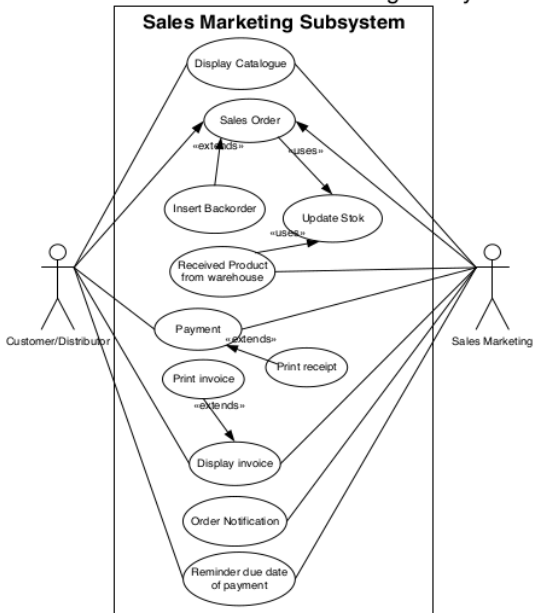 Sales Marketing Subsystem
Display Catalogue
Sales Order
«extends»
«uses»
Insert Backorder
Update Stok
«uses»
Received Product
from warehouse
Customer/Distributor
Sales Marketing
Payment
«extends»
Print receipt
Print invoice
«extends»
Display invoice
Order Notification
Reminder due date
of payment